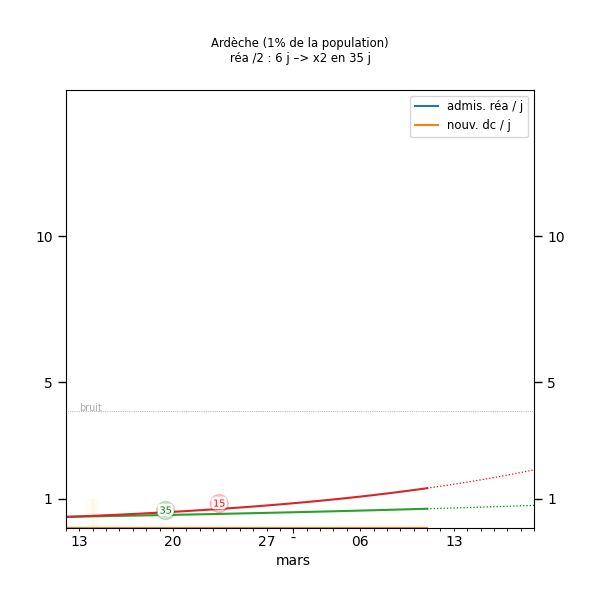 Ardèche (1% de la population)
réa /2 : 6 j –> x2 en 35 j
admis. réa / j
nouv. dc / j
10
10
5
5
bruit
1
1
35
15
13
20
27
-
06
13
mars